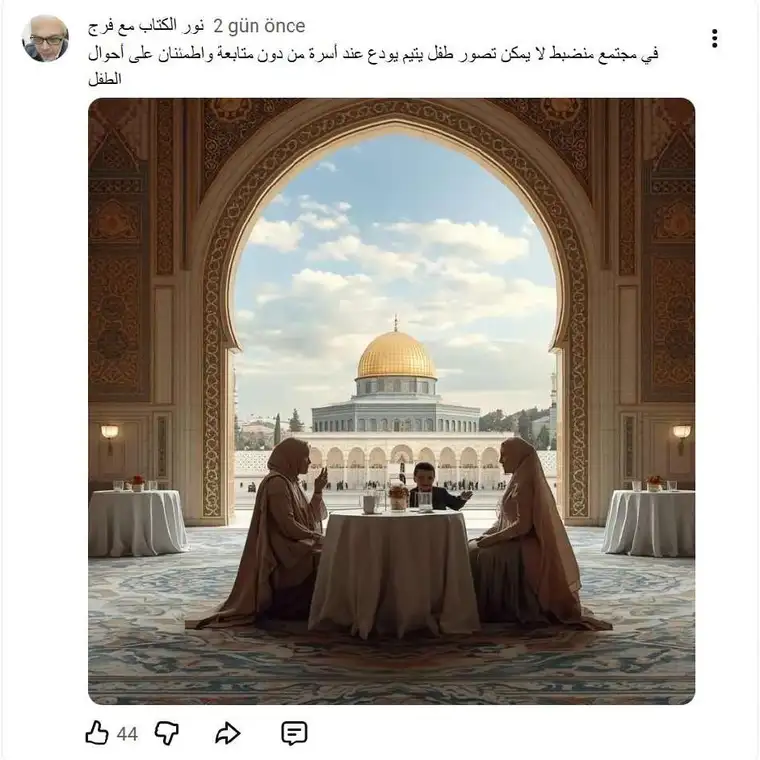 نور الكتاب مع فرج 2 gün önce
في مجتمع منضبط لا يمكن تصور طفل يتيم يودع عند أسرة من دون متابعة واطمئنان على أحوال
الطفل
44